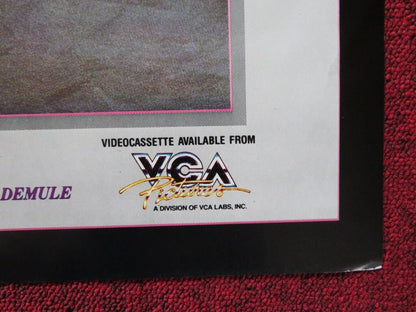 VIDEOCASSETTE AVAILABLE FROM
VCA
Pictures
A DIVISION OF VCA LABS, INC.
DEMULE